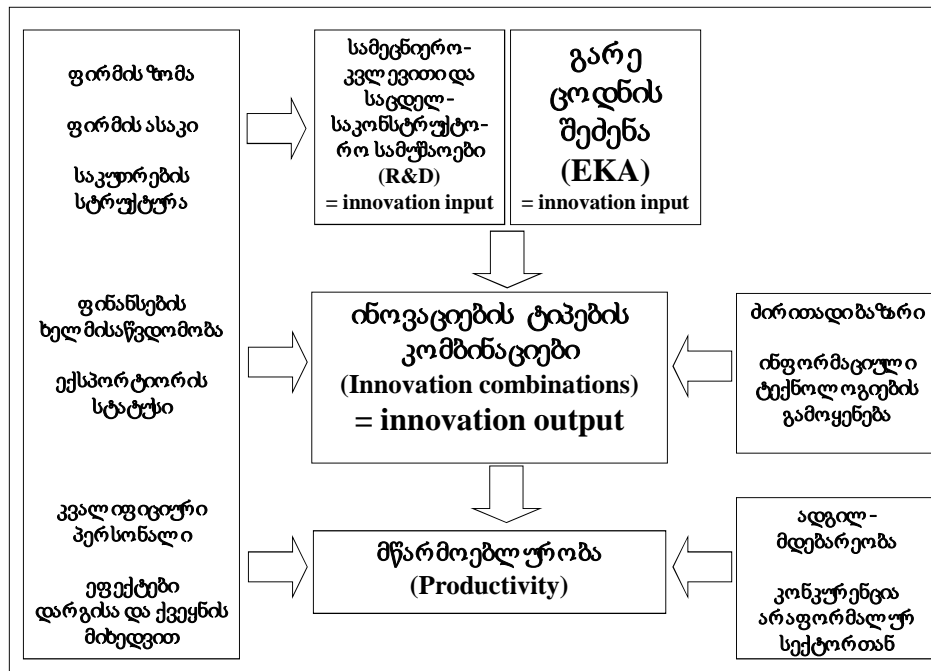 ფირმის ზომა
ფირმის ასაკი
საკუთრების
სტრუქტურა
ფინანსების
ხელმისაწვდომობა
ექსპორტიორის
სტატუსი
კვალიფიციური
პერსონალი
ეფექტები
დარგისა და ქვეყნის
მიხედვით
სამეცნიერო-
კვლევითი და
საცდელ-
საკონსტრუქტო-
რო სამუშაოები
(R&D)
= innovation input
გარე
ცოდნის
შეძენა
(EKA)
= innovation input
ინოვაციების ტიპების
კომბინაციები
(Innovation combinations)
= innovation output
მწარმოებლურობა
(Productivity)
ძირითადი ბაზარი
ინფორმაციული
ტექნოლოგიების
გამოყენება
ადგილ-
მდებარეობა
კონკურენცია
არაფორმალურ
სექტორთან